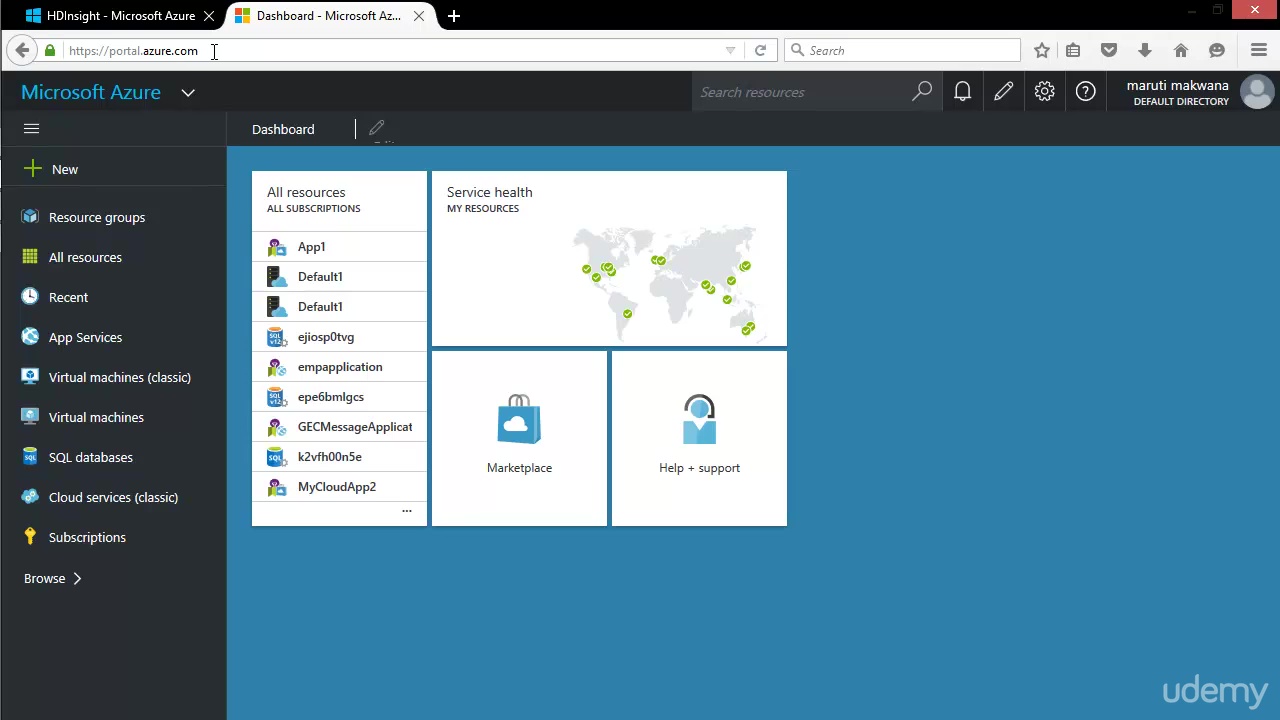 HDInsight - Microsoft Azure
Dashboard - Microsoft Az...
https://portal.azure.com
Search
Microsoft Azure
Search resources
maruti makwana
DEFAULT DIRECTORY
Dashboard
New
Resource groups
All resources
Recent
App Services
Virtual machines (classic)
Virtual machines
SQL databases
Cloud services (classic)
Subscriptions
Browse
All resources
ALL SUBSCRIPTIONS
App1
Default1
Default1
ejiosp0tvg
empapplication
epe6bmlgcs
GECMessageApplicat
k2vfh00n5e
MyCloudApp2
...
Service health
MY RESOURCES
Marketplace
Help + support
udemy